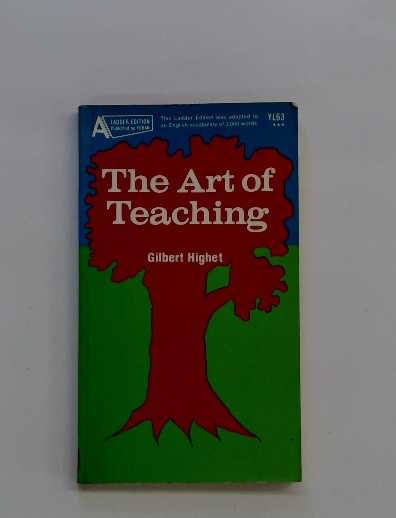 A LADDER EDITION
Published by YOHAN
This Ladder Edition was adapted to
an English vocabulary of 3,000 words
YL63
★★★
The Art of
Teaching
Gilbert Highet